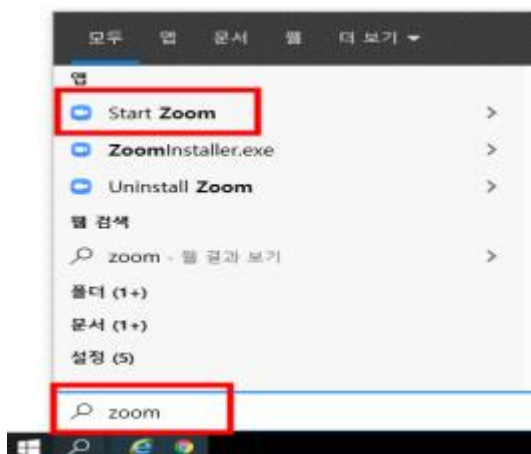 모두 앱 문서 웹 더 보기
앱
Start Zoom
ZoomInstaller.exe
Uninstall Zoom
웹 검색
zoom - 웹 결과 보기
폴더 (1+)
문서 (1+)
설정 (5)
zoom